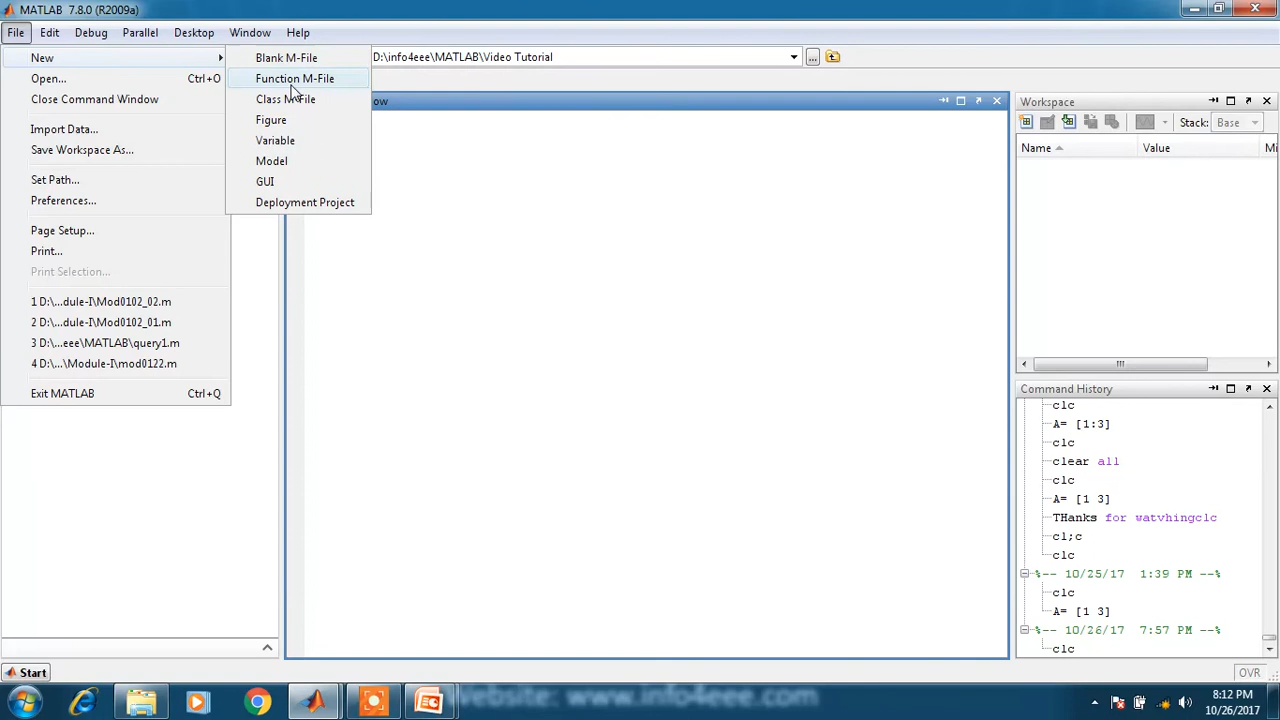 MATLAB 7.8.0 (R2009a)
File Edit Debug Parallel Desktop Window Help
New
Open... Ctrl+O
Close Command Window
Import Data...
Save Workspace As...
Set Path...
Preferences...
Page Setup...
Print...
Print Selection...
1 D:\...dule-I\Mod0102_02.m
2 D:\...dule-I\Mod0102_01.m
3 D:\...eee\MATLAB\query1.m
4 D:\...\Module-I\mod0122.m
Exit MATLAB Ctrl+Q
Blank M-File
Function M-File
Class M-File
Figure
Variable
Model
GUI
Deployment Project
D:\info4eee\MATLAB\Video Tutorial
...
ow
Workspace
Stack: Base
Name Value Mi
Command History
clc
A= [1:3]
clc
clear all
clc
A= [1 3]
THanks for watvhingclc
cl;c
clc
%-- 10/25/17 1:39 PM --%
clc
A= [1 3]
%-- 10/26/17 7:57 PM --%
clc
Start
OVR
Website: www.info4eee.com
8:12 PM
10/26/2017